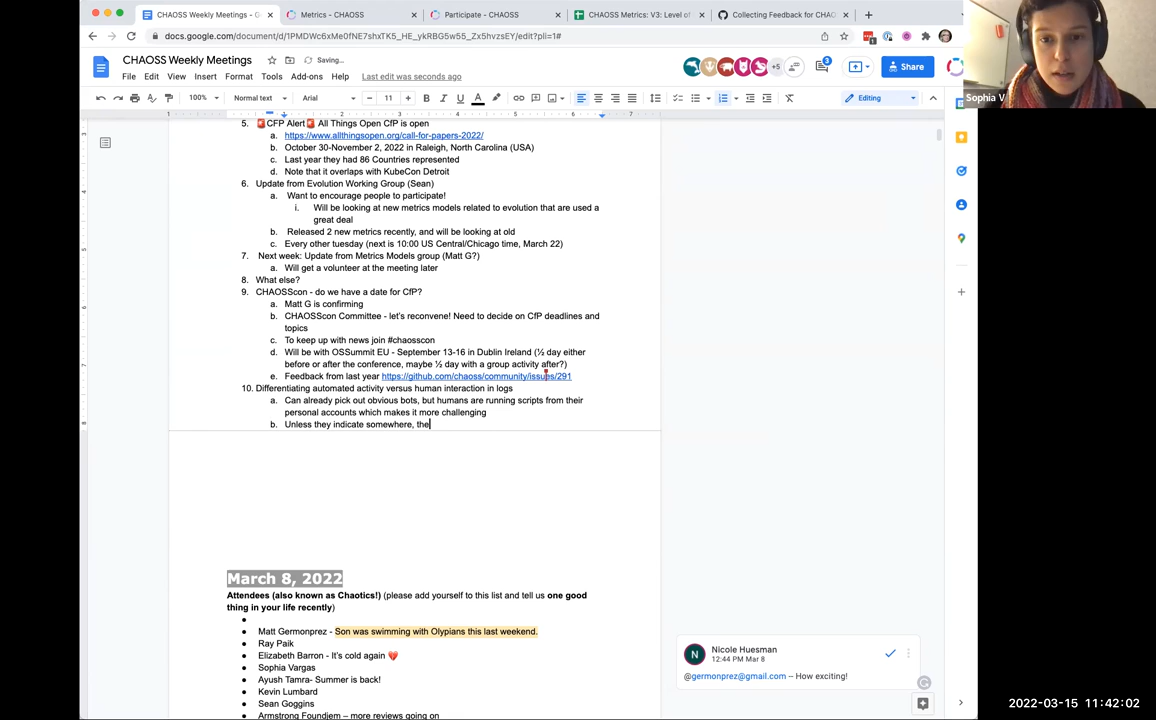 CHAOSS Weekly Meetings - G
Metrics - CHAOSS
Participate - CHAOSS
CHAOSS Metrics: V3: Level of
Collecting Feedback for CHAO
docs.google.com/document/d/1PMDWc6xMe0fNE7shxTK5_HE_ykRBG5w55_Zx5hvzsEY/edit?pli=1#
CHAOSS Weekly Meetings
Saving...
File Edit View Insert Format Tools Add-ons Help Last edit was seconds ago
+5
3
Share
100% Normal text Arial 11 Editing
Sophia V
5. 🚨CFP Alert🚨 All Things Open CfP is open
a. https://www.allthingsopen.org/call-for-papers-2022/
b. October 30-November 2, 2022 in Raleigh, North Carolina (USA)
c. Last year they had 86 Countries represented
d. Note that it overlaps with KubeCon Detroit
6. Update from Evolution Working Group (Sean)
a. Want to encourage people to participate!
i. Will be looking at new metrics models related to evolution that are used a
great deal
b. Released 2 new metrics recently, and will be looking at old
c. Every other tuesday (next is 10:00 US Central/Chicago time, March 22)
7. Next week: Update from Metrics Models group (Matt G?)
a. Will get a volunteer at the meeting later
8. What else?
9. CHAOSScon - do we have a date for CfP?
a. Matt G is confirming
b. CHAOSScon Committee - let's reconvene! Need to decide on CfP deadlines and
topics
c. To keep up with news join #chaosscon
d. Will be with OSSummit EU - September 13-16 in Dublin Ireland (½ day either
before or after the conference, maybe ½ day with a group activity after?)
e. Feedback from last year https://github.com/chaoss/community/issues/291
10. Differentiating automated activity versus human interaction in logs
a. Can already pick out obvious bots, but humans are running scripts from their
personal accounts which makes it more challenging
b. Unless they indicate somewhere, the
March 8, 2022
Attendees (also known as Chaotics!) (please add yourself to this list and tell us one good
thing in your life recently)
Matt Germonprez - Son was swimming with Olypians this last weekend.
Ray Paik
Elizabeth Barron - It's cold again 💔
Sophia Vargas
Ayush Tamra- Summer is back!
Kevin Lumbard
Sean Goggins
Armstrong Foundjem – more reviews going on
N
Nicole Huesman
12:44 PM Mar 8
@germonprez@gmail.com -- How exciting!
2022-03-15 11:42:02